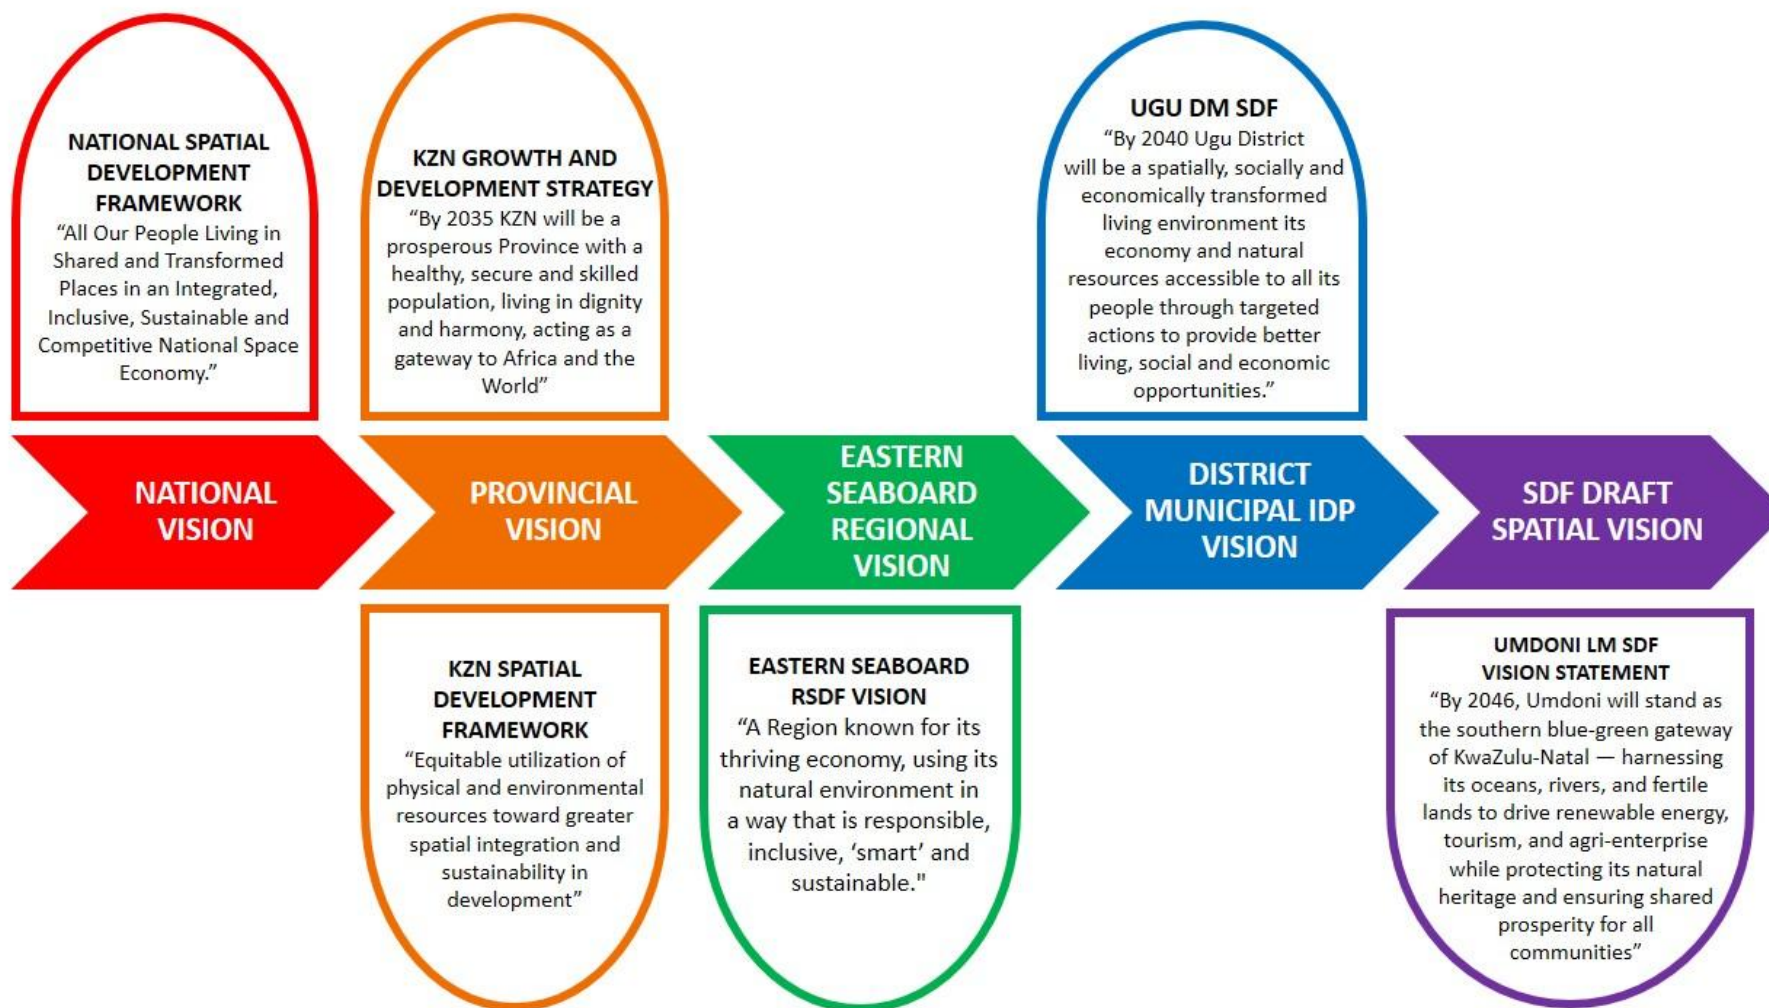 NATIONAL SPATIAL
DEVELOPMENT
FRAMEWORK
“All Our People Living in
Shared and Transformed
Places in an Integrated,
Inclusive, Sustainable and
Competitive National Space
Economy.”
KZN GROWTH AND
DEVELOPMENT STRATEGY
“By 2035 KZN will be a
prosperous Province with a
healthy, secure and skilled
population, living in dignity
and harmony, acting as a
gateway to Africa and the
World”
UGU DM SDF
“By 2040 Ugu District
will be a spatially, socially and
economically transformed
living environment its
economy and natural
resources accessible to all its
people through targeted
actions to provide better
living, social and economic
opportunities.”
NATIONAL
VISION
PROVINCIAL
VISION
EASTERN
SEABOARD
REGIONAL
VISION
DISTRICT
MUNICIPAL IDP
VISION
SDF DRAFT
SPATIAL VISION
KZN SPATIAL
DEVELOPMENT
FRAMEWORK
“Equitable utilization of
physical and environmental
resources toward greater
spatial integration and
sustainability in
development”
EASTERN SEABOARD
RSDF VISION
“A Region known for its
thriving economy, using its
natural environment in
a way that is responsible,
inclusive, ‘smart’ and
sustainable."
UMDONI LM SDF
VISION STATEMENT
“By 2046, Umdoni will stand as
the southern blue-green gateway
of KwaZulu-Natal — harnessing
its oceans, rivers, and fertile
lands to drive renewable energy,
tourism, and agri-enterprise
while protecting its natural
heritage and ensuring shared
prosperity for all
communities”